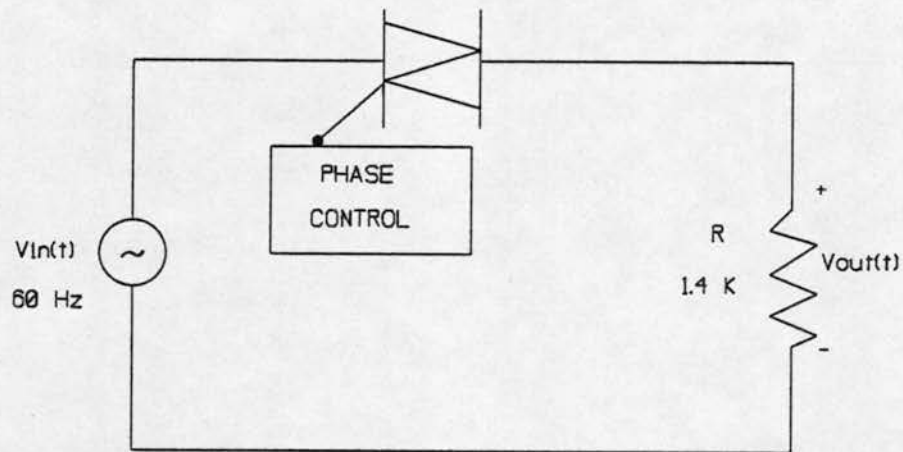 PHASE
CONTROL
Vin(t)
60 Hz
R
1.4 K
+
Vout(t)
-